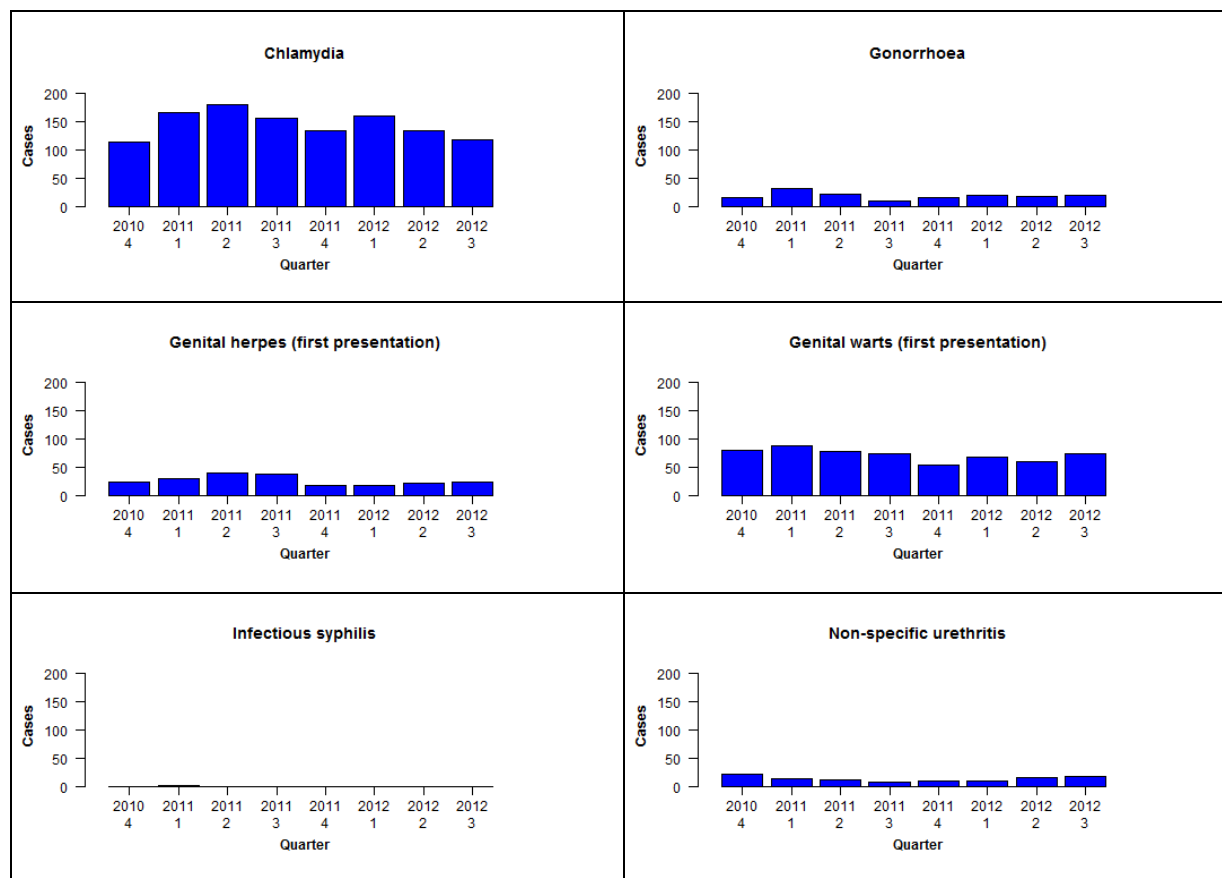 Chlamydia
200
150
100
50
0
Cases
2010 2011 2011 2011 2011 2012 2012 2012
4 1 2 3 4 1 2 3
Quarter
Gonorrhoea
200
150
100
50
0
Cases
2010 2011 2011 2011 2011 2012 2012 2012
4 1 2 3 4 1 2 3
Quarter
Genital herpes (first presentation)
200
150
100
50
0
Cases
2010 2011 2011 2011 2011 2012 2012 2012
4 1 2 3 4 1 2 3
Quarter
Genital warts (first presentation)
200
150
100
50
0
Cases
2010 2011 2011 2011 2011 2012 2012 2012
4 1 2 3 4 1 2 3
Quarter
Infectious syphilis
200
150
100
50
0
Cases
2010 2011 2011 2011 2011 2012 2012 2012
4 1 2 3 4 1 2 3
Quarter
Non-specific urethritis
200
150
100
50
0
Cases
2010 2011 2011 2011 2011 2012 2012 2012
4 1 2 3 4 1 2 3
Quarter